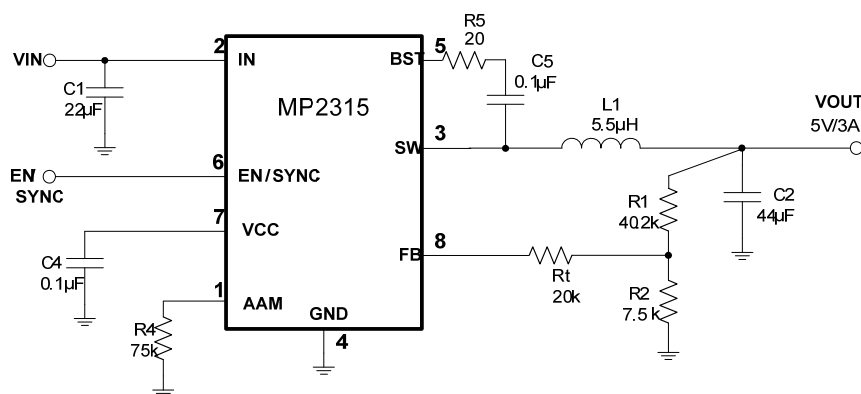 R5
20
5
2
BST
VIN
IN
C5
0.1µF
C1
22µF
MP2315
L1
5.5µH
VOUT
5V/3A
3
SW
6
EN'
SYNC
EN/SYNC
R1
40.2k
C2
44µF
7
VCC
8
FB
C4
0.1µF
Rt
20k
1
AAM
R2
7.5k
GND
R4
75k
4